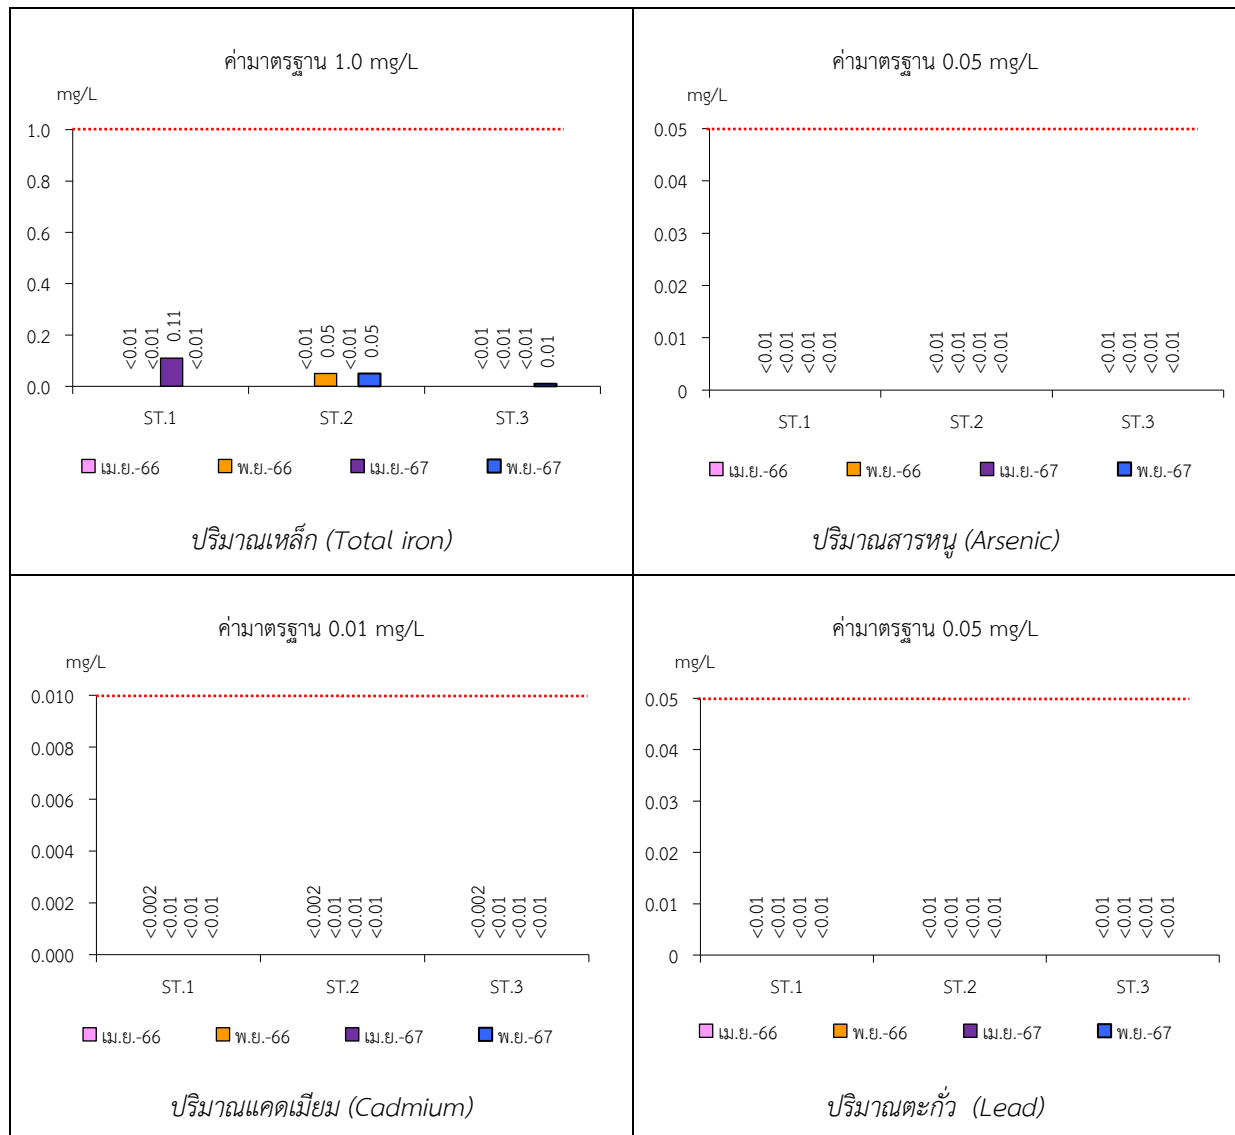 ค่ามาตรฐาน 1.0 mg/L
mg/L
1.0
0.8
0.6
0.4
0.2
0.0
<0.01 <0.01 0.11 <0.01
<0.01 0.05 <0.01 0.05
<0.01 <0.01 <0.01 0.01
ST.1 ST.2 ST.3
เม.ย.-66 พ.ย.-66 เม.ย.-67 พ.ย.-67
ปริมาณเหล็ก (Total iron)
ค่ามาตรฐาน 0.05 mg/L
mg/L
0.05
0.04
0.03
0.02
0.01
0
<0.01 <0.01 <0.01 <0.01
<0.01 <0.01 <0.01 <0.01
<0.01 <0.01 <0.01 <0.01
ST.1 ST.2 ST.3
เม.ย.-66 พ.ย.-66 เม.ย.-67 พ.ย.-67
ปริมาณสารหนู (Arsenic)
ค่ามาตรฐาน 0.01 mg/L
mg/L
0.010
0.008
0.006
0.004
0.002
0.000
<0.002 <0.01 <0.01 <0.01
<0.002 <0.01 <0.01 <0.01
<0.002 <0.01 <0.01 <0.01
ST.1 ST.2 ST.3
เม.ย.-66 พ.ย.-66 เม.ย.-67 พ.ย.-67
ปริมาณแคดเมียม (Cadmium)
ค่ามาตรฐาน 0.05 mg/L
mg/L
0.05
0.04
0.03
0.02
0.01
0
<0.01 <0.01 <0.01 <0.01
<0.01 <0.01 <0.01 <0.01
<0.01 <0.01 <0.01 <0.01
ST.1 ST.2 ST.3
เม.ย.-66 พ.ย.-66 เม.ย.-67 พ.ย.-67
ปริมาณตะกั่ว (Lead)